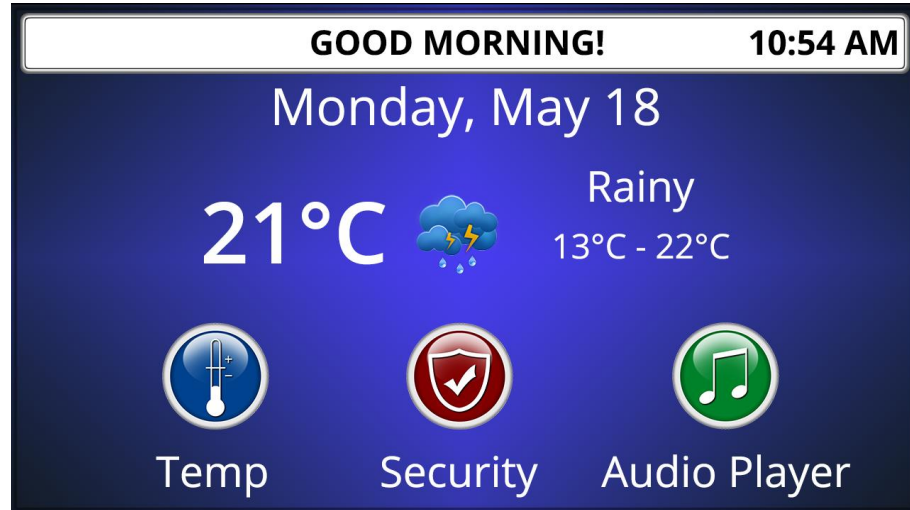 GOOD MORNING! 10:54 AM
Monday, May 18
21°C
Rainy
13°C - 22°C
Temp Security Audio Player